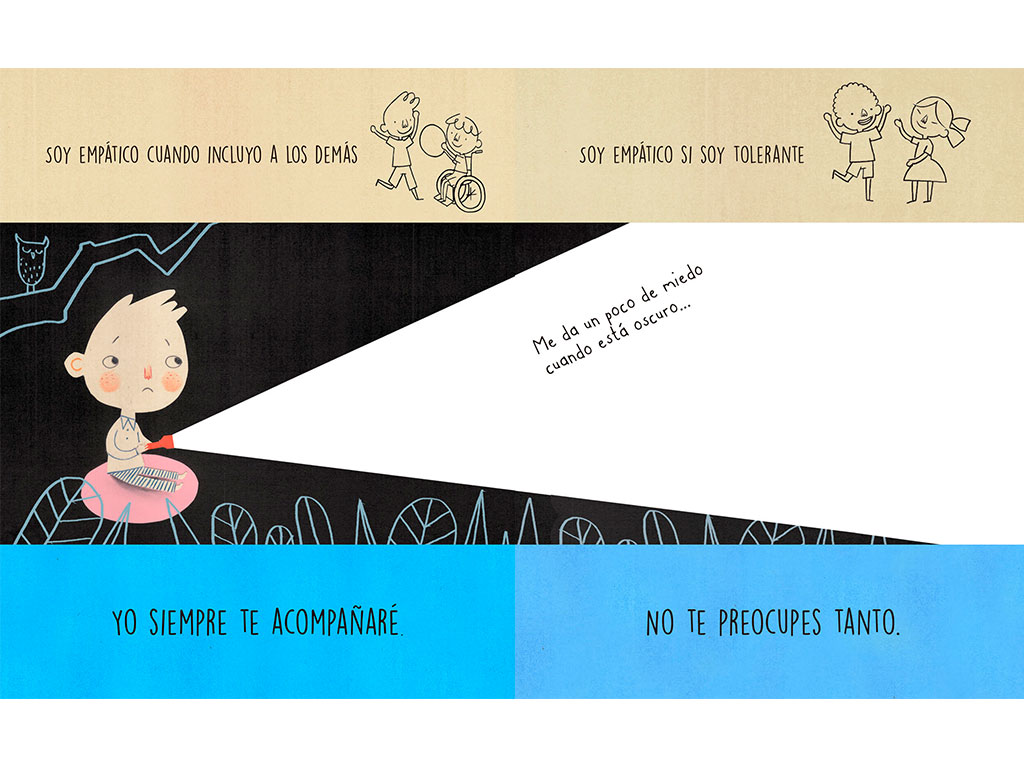 SOY EMPÁTICO CUANDO INCLUYO A LOS DEMÁS
SOY EMPÁTICO SI SOY TOLERANTE
Me da un poco de miedo
cuando está oscuro...
YO SIEMPRE TE ACOMPAÑARÉ.
NO TE PREOCUPES TANTO.